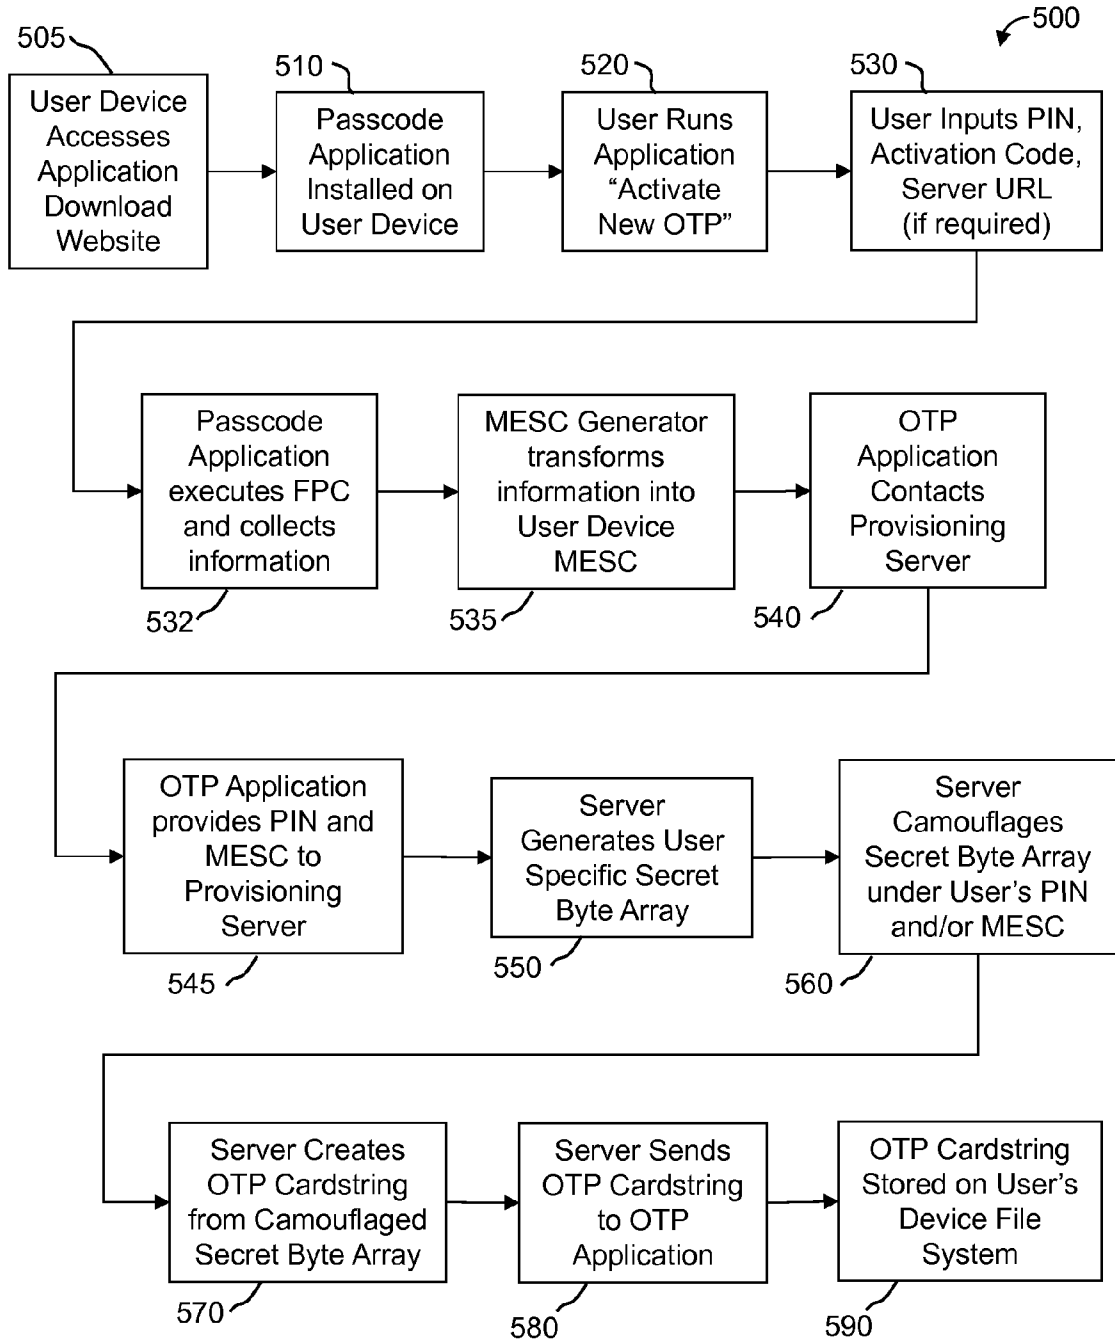 500
505
510
520
530
User Device
Accesses
Application
Download
Website
Passcode
Application
Installed on
User Device
User Runs
Application
“Activate
New OTP”
User Inputs PIN,
Activation Code,
Server URL
(if required)
Passcode
Application
executes FPC
and collects
information
MESC Generator
transforms
information into
User Device
MESC
OTP
Application
Contacts
Provisioning
Server
532
535
540
OTP Application
provides PIN and
MESC to
Provisioning
Server
Server
Generates User
Specific Secret
Byte Array
Server
Camouflages
Secret Byte Array
under User’s PIN
and/or MESC
545
550
560
Server Creates
OTP Cardstring
from Camouflaged
Secret Byte Array
Server Sends
OTP Cardstring
to OTP
Application
OTP Cardstring
Stored on User’s
Device File
System
570
580
590